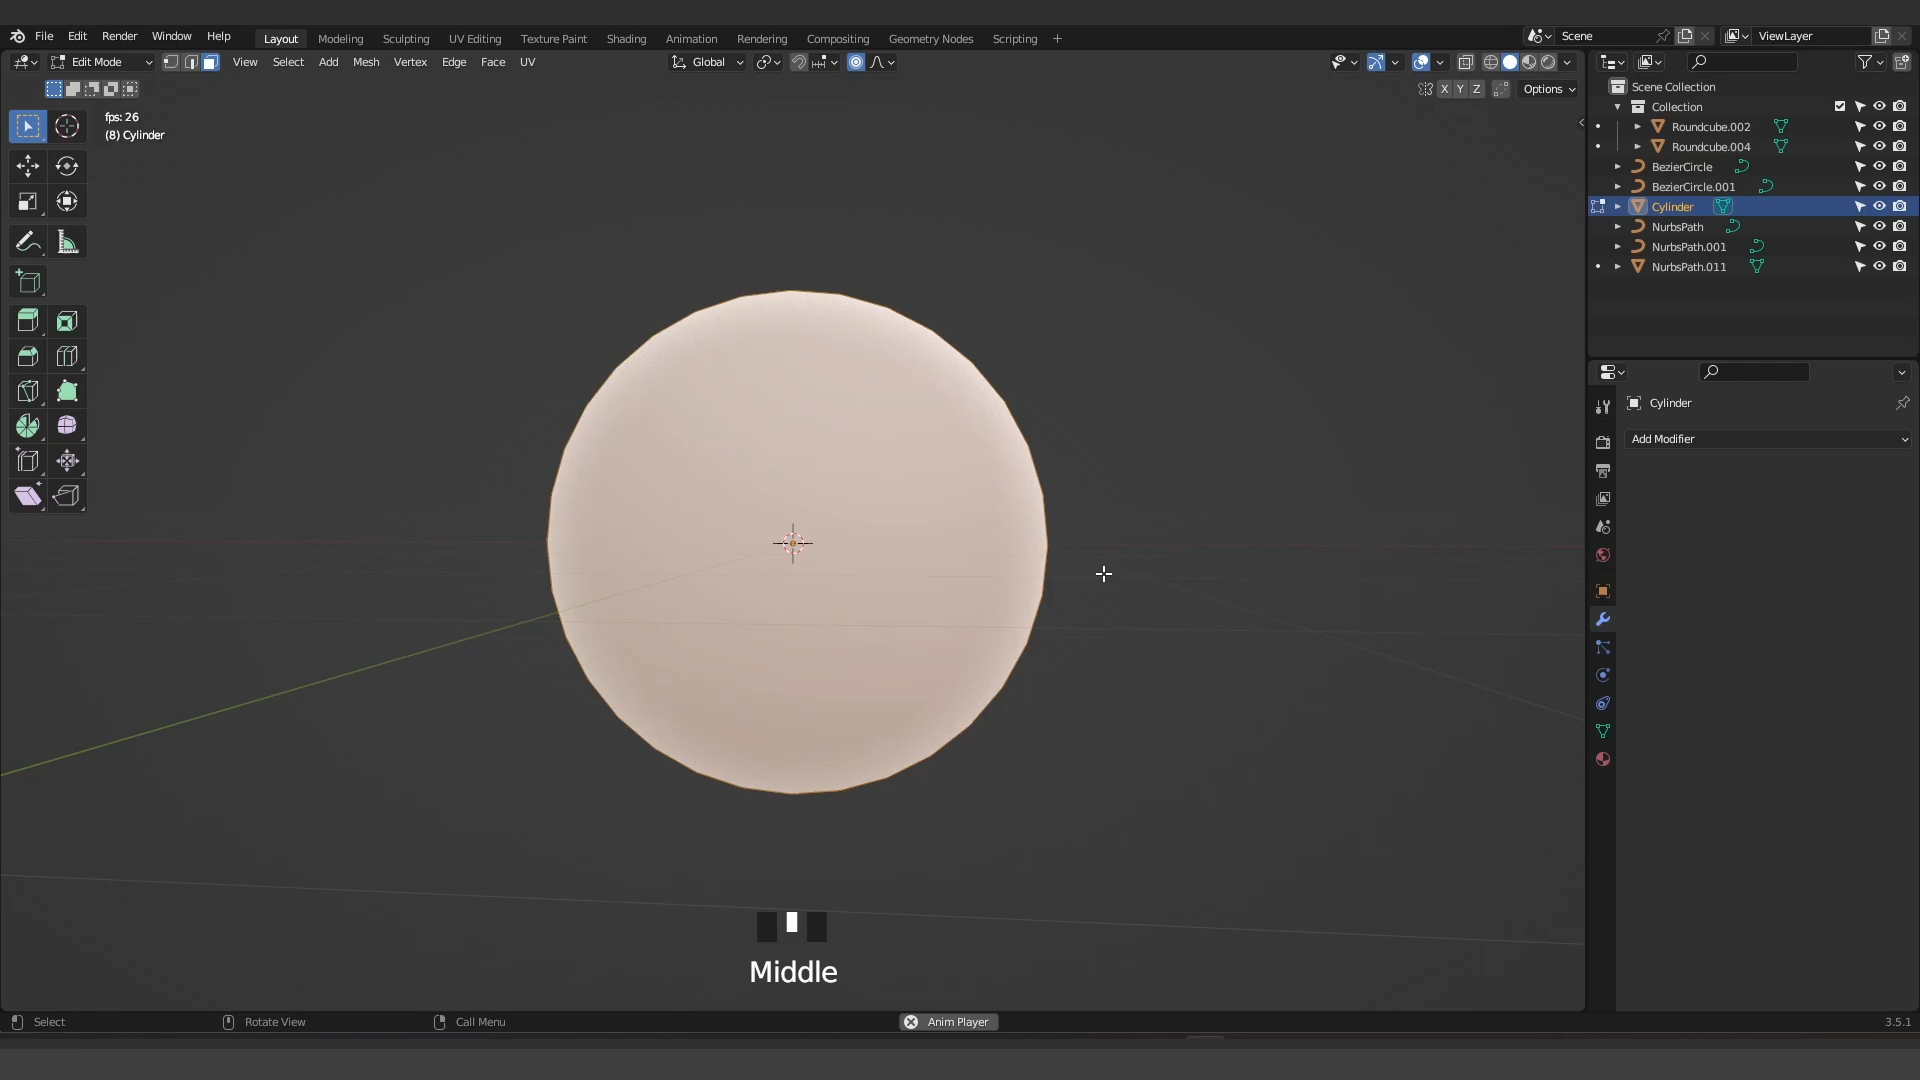 File Edit Render Window Help Layout Modeling Sculpting UV Editing Texture Paint Shading Animation Rendering Compositing Geometry Nodes Scripting + Scene ViewLayer
Edit Mode View Select Add Mesh Vertex Edge Face UV Global
X Y Z Options
fps: 26
(8) Cylinder
Scene Collection
Collection
Roundcube.002
Roundcube.004
BezierCircle
BezierCircle.001
Cylinder
NurbsPath
NurbsPath.001
NurbsPath.011
Cylinder
Add Modifier
Middle
Select Rotate View Call Menu Anim Player 3.5.1